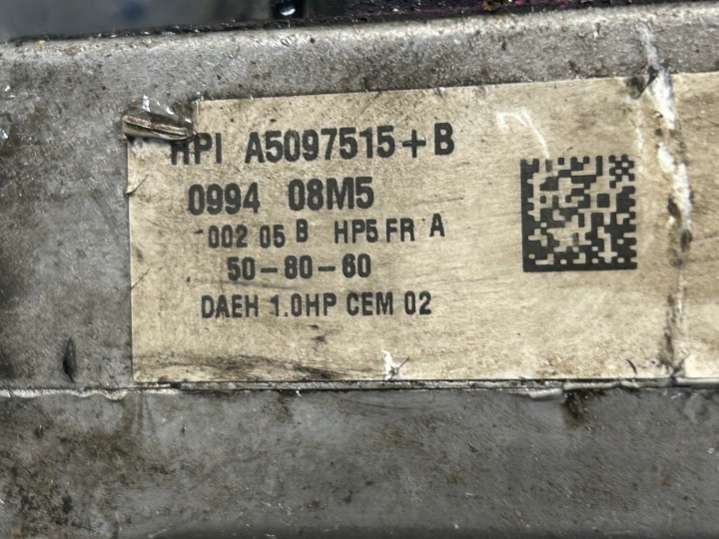 HPI A5097515+B
0994 08M5
002 05 B HP5 FR A
50-80-60
DAEH 1.0HP CEM 02